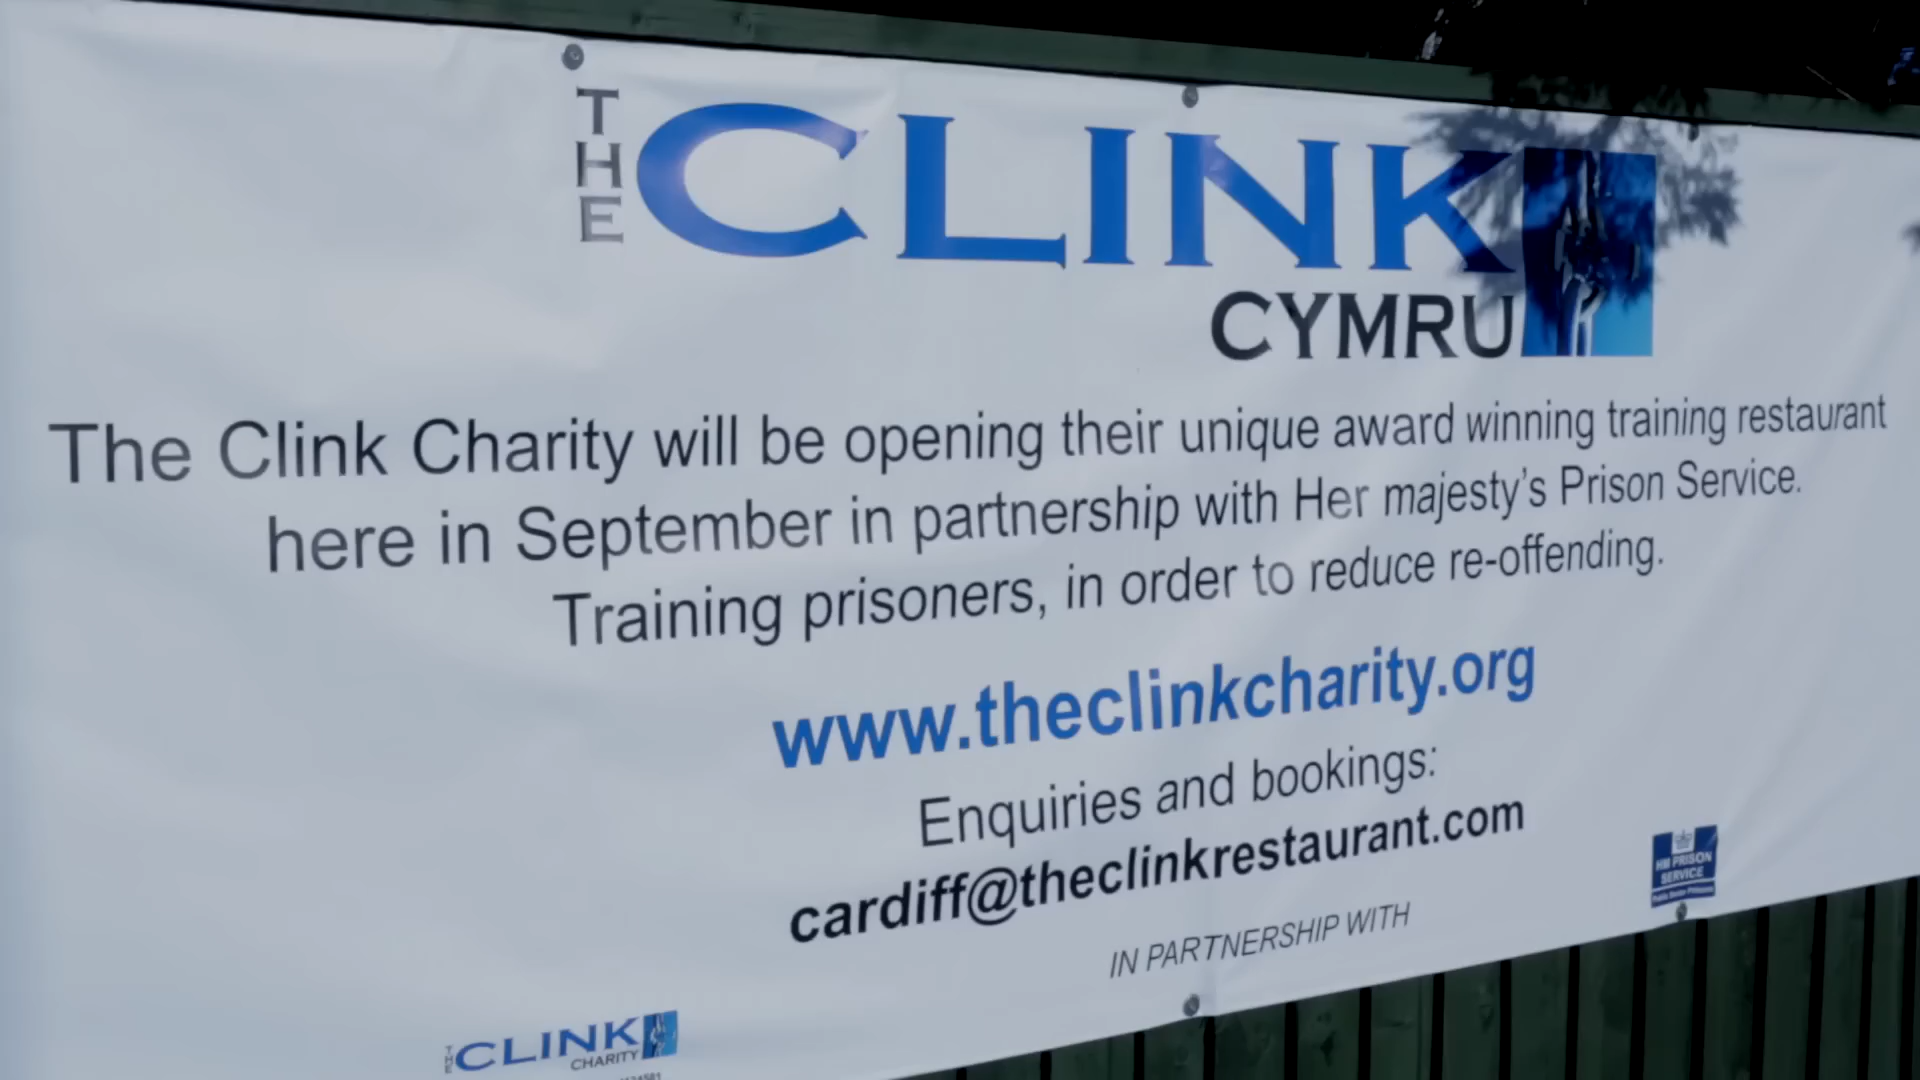 THE CLINK
CYMRU
The Clink Charity will be opening their unique award winning training restaurant
here in September in partnership with Her majesty's Prison Service.
Training prisoners, in order to reduce re-offending.
www.theclinkcharity.org
Enquiries and bookings:
cardiff@theclinkrestaurant.com
IN PARTNERSHIP WITH
HM PRISON
SERVICE
THE CLINK
CHARITY